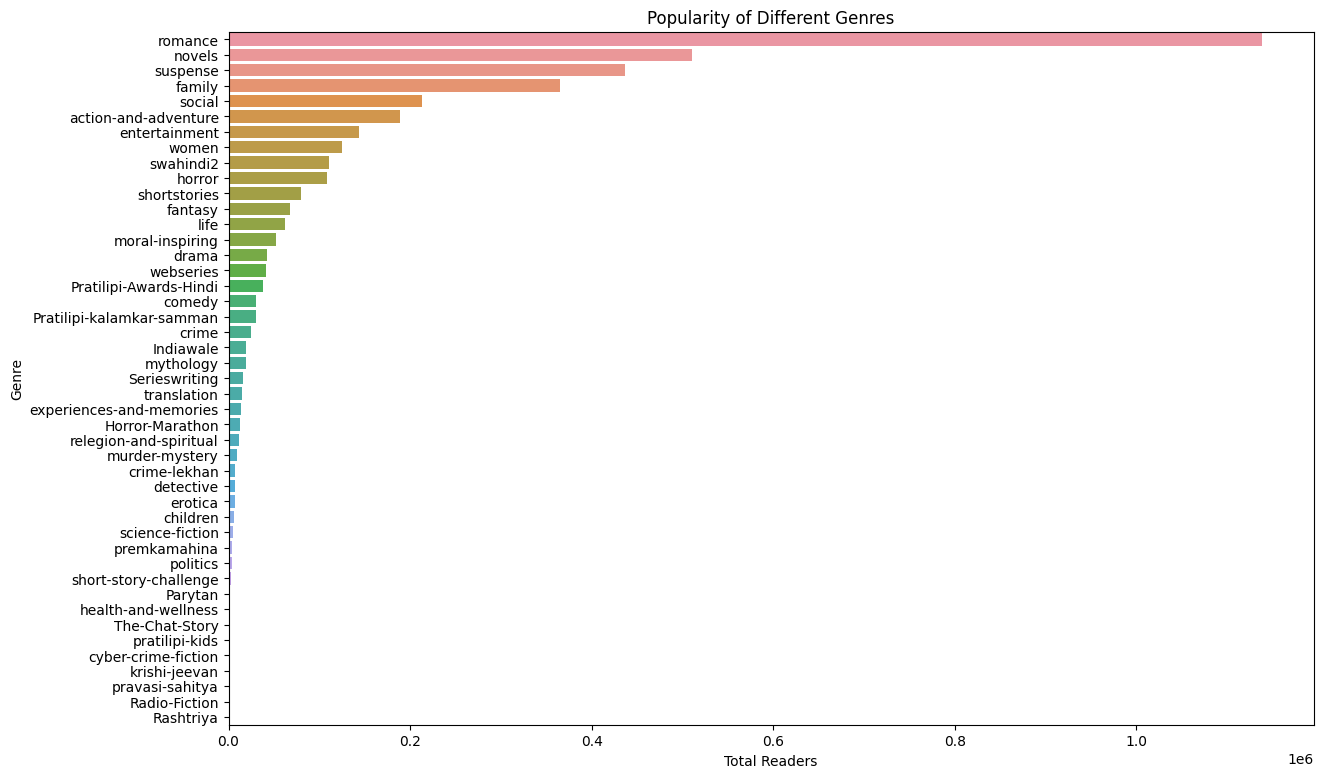 Popularity of Different Genres
romance
novels
suspense
family
social
action-and-adventure
entertainment
women
swahindi2
horror
shortstories
fantasy
life
moral-inspiring
drama
webseries
Pratilipi-Awards-Hindi
comedy
Pratilipi-kalamkar-samman
crime
Indiawale
mythology
Serieswriting
translation
experiences-and-memories
Horror-Marathon
relegion-and-spiritual
murder-mystery
crime-lekhan
detective
erotica
children
science-fiction
premkamahina
politics
short-story-challenge
Parytan
health-and-wellness
The-Chat-Story
pratilipi-kids
cyber-crime-fiction
krishi-jeevan
pravasi-sahitya
Radio-Fiction
Rashtriya
Genre
0.0 0.2 0.4 0.6 0.8 1.0
1e6
Total Readers